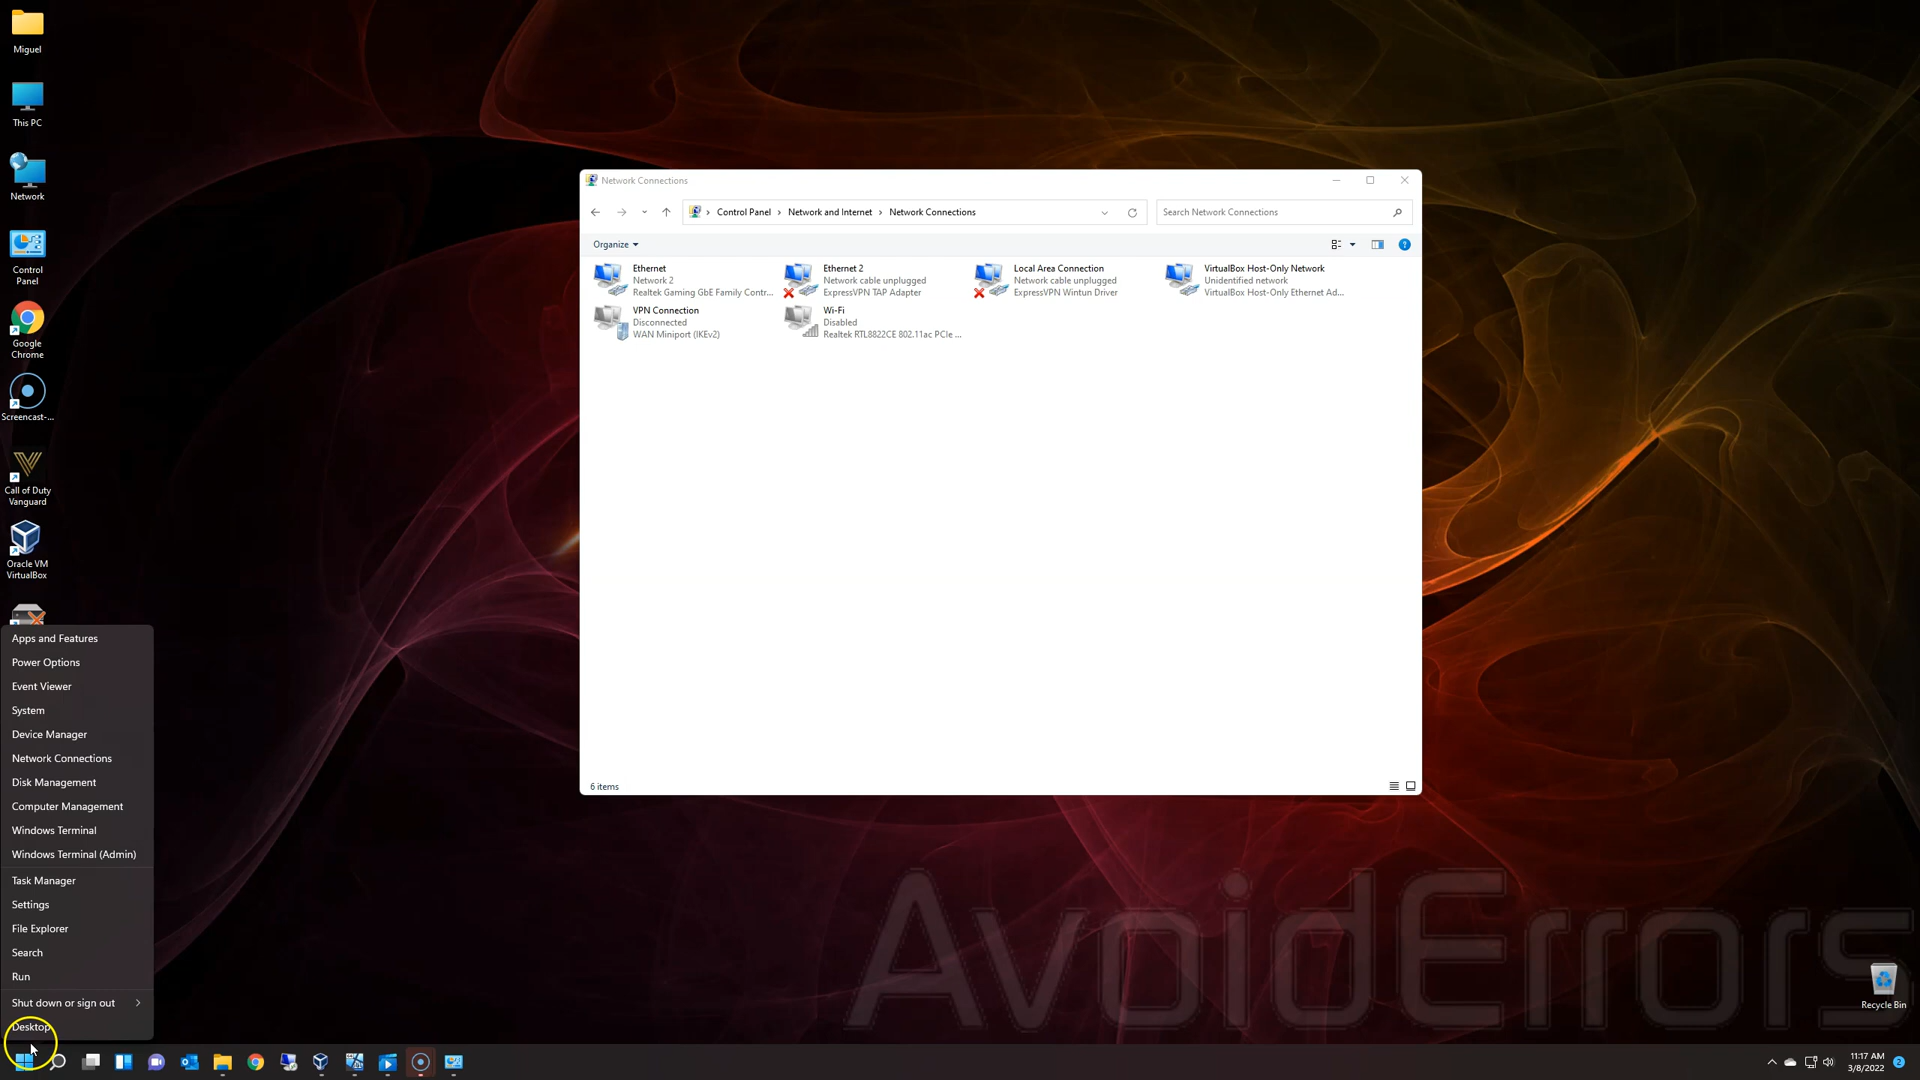 Miguel
This PC
Network
Control
Panel
Google
Chrome
Screencast-...
Call of Duty
Vanguard
Oracle VM
VirtualBox
Network Connections
Control Panel
Network and Internet
Network Connections
Search Network Connections
Organize
Ethernet
Network 2
Realtek Gaming GbE Family Contr...
Ethernet 2
Network cable unplugged
ExpressVPN TAP Adapter
Local Area Connection
Network cable unplugged
ExpressVPN Wintun Driver
VirtualBox Host-Only Network
Unidentified network
VirtualBox Host-Only Ethernet Ad...
VPN Connection
Disconnected
WAN Miniport (IKEv2)
Wi-Fi
Disabled
Realtek RTL8822CE 802.11ac PCIe ...
6 items
Apps and Features
Power Options
Event Viewer
System
Device Manager
Network Connections
Disk Management
Computer Management
Windows Terminal
Windows Terminal (Admin)
Task Manager
Settings
File Explorer
Search
Run
Shut down or sign out
Desktop
AvoidErrors
Recycle Bin
11:17 AM
3/8/2022
2